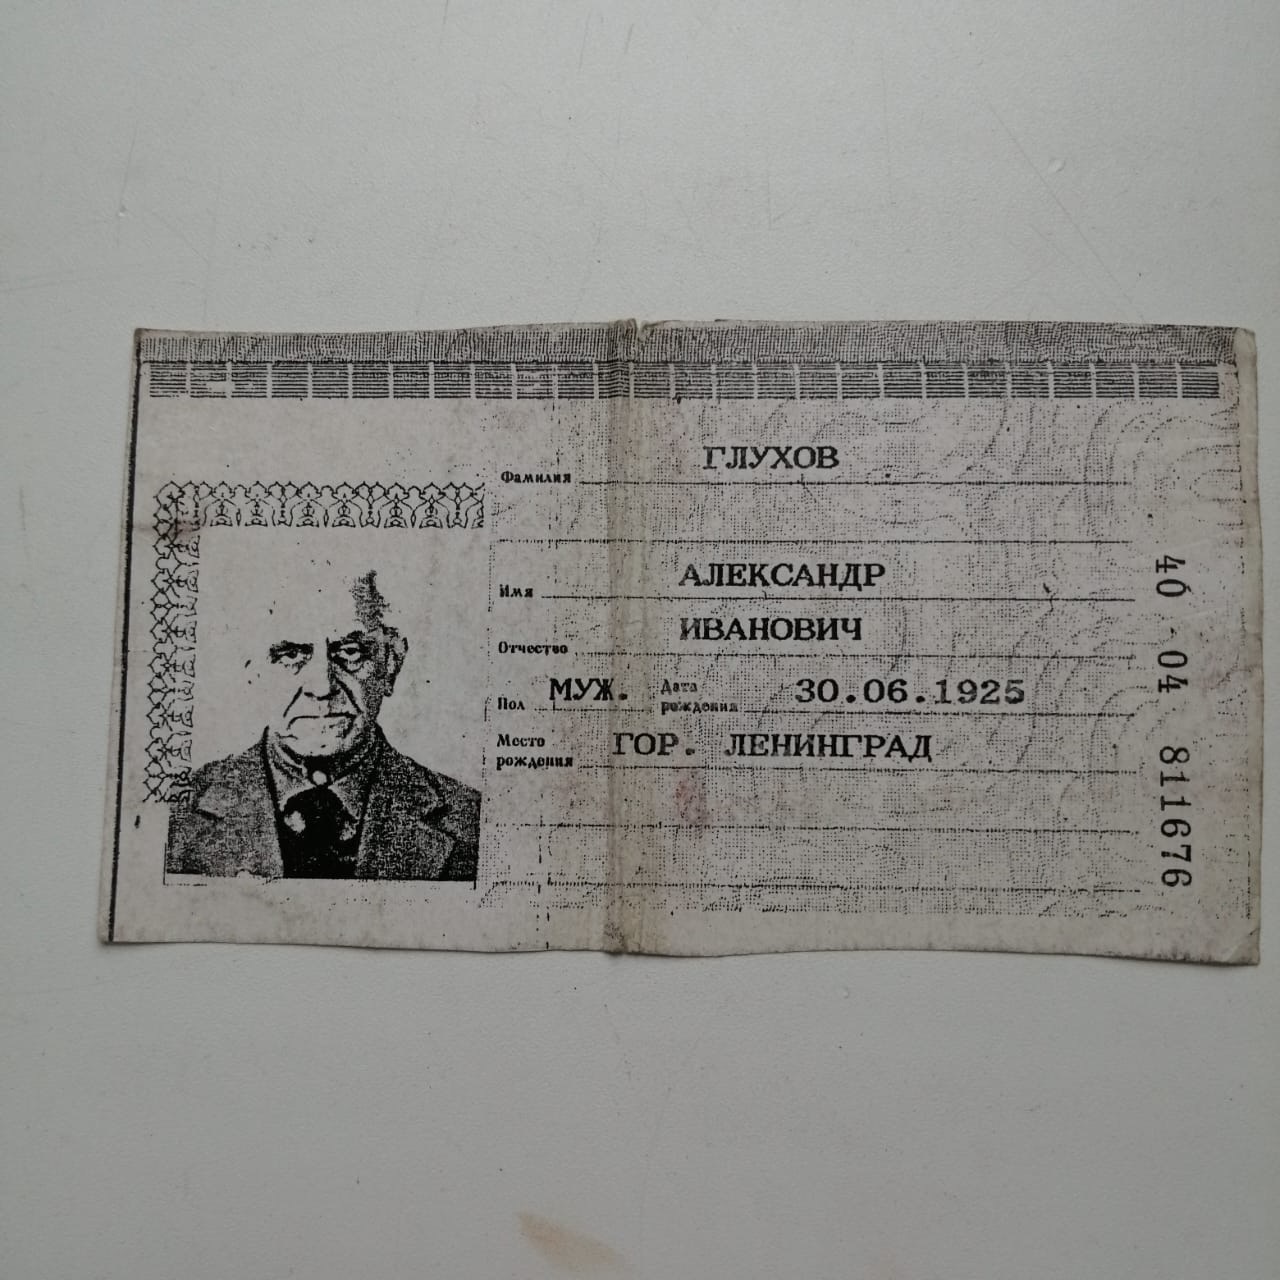 Фамилия ГЛУХОВ
Имя АЛЕКСАНДР
Отчество ИВАНОВИЧ
Пол МУЖ. Дата рождения 30.06.1925
Место рождения ГОР. ЛЕНИНГРАД
40 04 811676